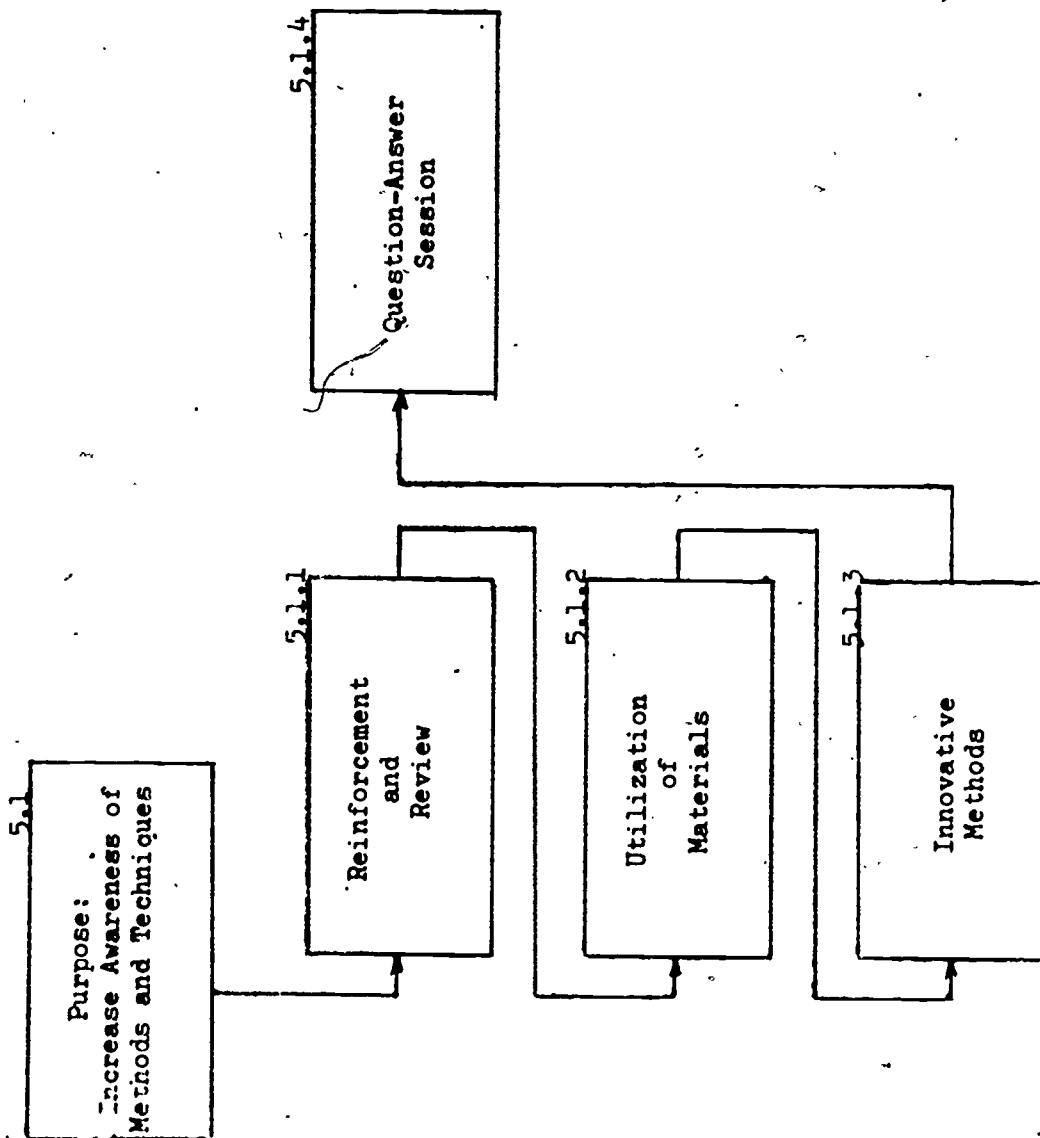 5.1
Purpose:
Increase Awareness of
Methods and Techniques
5.1.1
Reinforcement
and
Review
5.1.2
Utilization
of
Materials
5.1.3
Innovative
Methods
5.1.4
Question-Answer
Session